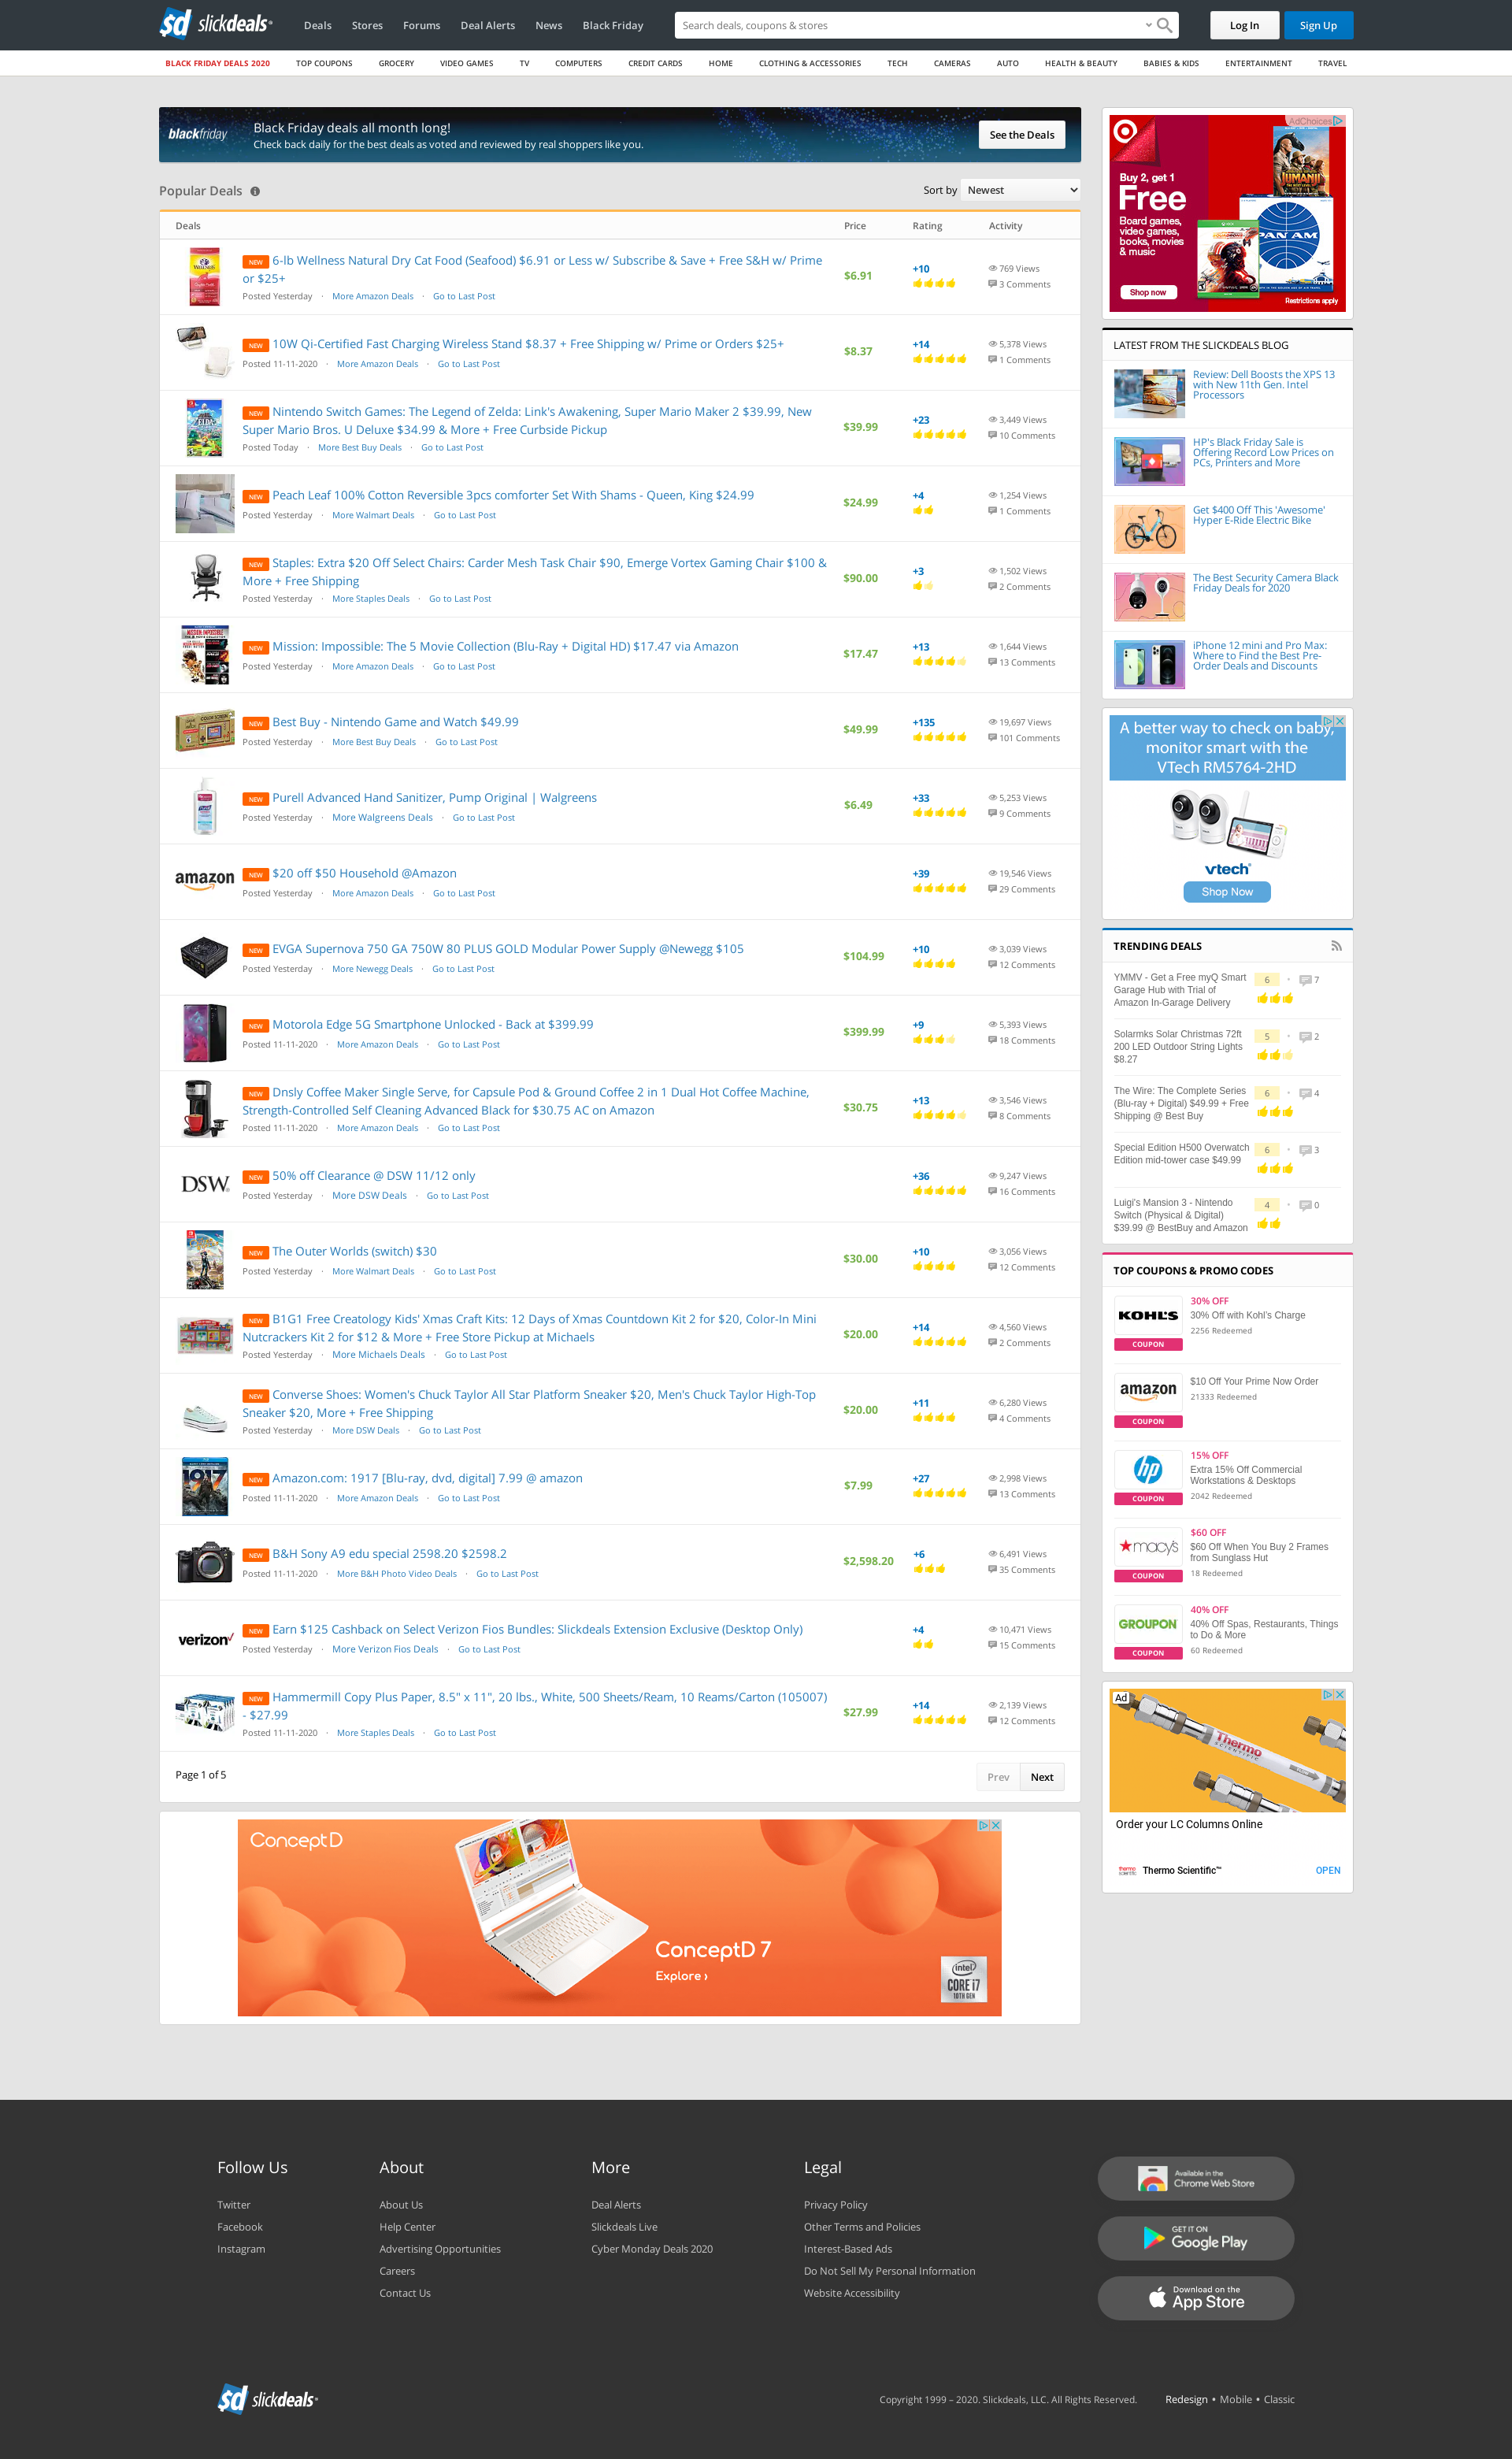 sd slickdeals
Deals Stores Forums Deal Alerts News Black Friday
Search deals, coupons & stores
Log In Sign Up
BLACK FRIDAY DEALS 2020 TOP COUPONS GROCERY VIDEO GAMES TV COMPUTERS CREDIT CARDS HOME CLOTHING & ACCESSORIES TECH CAMERAS AUTO HEALTH & BEAUTY BABIES & KIDS ENTERTAINMENT TRAVEL
blackfriday
Black Friday deals all month long!
Check back daily for the best deals as voted and reviewed by real shoppers like you.
See the Deals
Popular Deals
Sort by Newest
Deals Price Rating Activity
NEW 6-lb Wellness Natural Dry Cat Food (Seafood) $6.91 or Less w/ Subscribe & Save + Free S&H w/ Prime
or $25+
Posted Yesterday · More Amazon Deals · Go to Last Post
$6.91
+10
769 Views
3 Comments
NEW 10W Qi-Certified Fast Charging Wireless Stand $8.37 + Free Shipping w/ Prime or Orders $25+
Posted 11-11-2020 · More Amazon Deals · Go to Last Post
$8.37
+14
5,378 Views
1 Comments
NEW Nintendo Switch Games: The Legend of Zelda: Link's Awakening, Super Mario Maker 2 $39.99, New
Super Mario Bros. U Deluxe $34.99 & More + Free Curbside Pickup
Posted Today · More Best Buy Deals · Go to Last Post
$39.99
+23
3,449 Views
10 Comments
NEW Peach Leaf 100% Cotton Reversible 3pcs comforter Set With Shams - Queen, King $24.99
Posted Yesterday · More Walmart Deals · Go to Last Post
$24.99
+4
1,254 Views
1 Comments
NEW Staples: Extra $20 Off Select Chairs: Carder Mesh Task Chair $90, Emerge Vortex Gaming Chair $100 &
More + Free Shipping
Posted Yesterday · More Staples Deals · Go to Last Post
$90.00
+3
1,502 Views
2 Comments
NEW Mission: Impossible: The 5 Movie Collection (Blu-Ray + Digital HD) $17.47 via Amazon
Posted Yesterday · More Amazon Deals · Go to Last Post
$17.47
+13
1,644 Views
13 Comments
NEW Best Buy - Nintendo Game and Watch $49.99
Posted Yesterday · More Best Buy Deals · Go to Last Post
$49.99
+135
19,697 Views
101 Comments
NEW Purell Advanced Hand Sanitizer, Pump Original | Walgreens
Posted Yesterday · More Walgreens Deals · Go to Last Post
$6.49
+33
5,253 Views
9 Comments
amazon
NEW $20 off $50 Household @Amazon
Posted Yesterday · More Amazon Deals · Go to Last Post
+39
19,546 Views
29 Comments
NEW EVGA Supernova 750 GA 750W 80 PLUS GOLD Modular Power Supply @Newegg $105
Posted Yesterday · More Newegg Deals · Go to Last Post
$104.99
+10
3,039 Views
12 Comments
NEW Motorola Edge 5G Smartphone Unlocked - Back at $399.99
Posted 11-11-2020 · More Amazon Deals · Go to Last Post
$399.99
+9
5,393 Views
18 Comments
NEW Dnsly Coffee Maker Single Serve, for Capsule Pod & Ground Coffee 2 in 1 Dual Hot Coffee Machine,
Strength-Controlled Self Cleaning Advanced Black for $30.75 AC on Amazon
Posted 11-11-2020 · More Amazon Deals · Go to Last Post
$30.75
+13
3,546 Views
8 Comments
DSW
NEW 50% off Clearance @ DSW 11/12 only
Posted Yesterday · More DSW Deals · Go to Last Post
+36
9,247 Views
16 Comments
NEW The Outer Worlds (switch) $30
Posted Yesterday · More Walmart Deals · Go to Last Post
$30.00
+10
3,056 Views
12 Comments
NEW B1G1 Free Creatology Kids' Xmas Craft Kits: 12 Days of Xmas Countdown Kit 2 for $20, Color-In Mini
Nutcrackers Kit 2 for $12 & More + Free Store Pickup at Michaels
Posted Yesterday · More Michaels Deals · Go to Last Post
$20.00
+14
4,560 Views
2 Comments
NEW Converse Shoes: Women's Chuck Taylor All Star Platform Sneaker $20, Men's Chuck Taylor High-Top
Sneaker $20, More + Free Shipping
Posted Yesterday · More DSW Deals · Go to Last Post
$20.00
+11
6,280 Views
4 Comments
1917
NEW Amazon.com: 1917 [Blu-ray, dvd, digital] 7.99 @ amazon
Posted 11-11-2020 · More Amazon Deals · Go to Last Post
$7.99
+27
2,998 Views
13 Comments
NEW B&H Sony A9 edu special 2598.20 $2598.2
Posted 11-11-2020 · More B&H Photo Video Deals · Go to Last Post
$2,598.20
+6
6,491 Views
35 Comments
verizon
NEW Earn $125 Cashback on Select Verizon Fios Bundles: Slickdeals Extension Exclusive (Desktop Only)
Posted Yesterday · More Verizon Fios Deals · Go to Last Post
+4
10,471 Views
15 Comments
NEW Hammermill Copy Plus Paper, 8.5" x 11", 20 lbs., White, 500 Sheets/Ream, 10 Reams/Carton (105007)
- $27.99
Posted 11-11-2020 · More Staples Deals · Go to Last Post
$27.99
+14
2,139 Views
12 Comments
Page 1 of 5
Prev Next
ConceptD
ConceptD 7
Explore ›
intel
CORE i7
10TH GEN
AdChoices
Buy 2, get 1
Free
Board games,
video games,
books, movies
& music
Shop now
JUMANJI
PAN AM
Restrictions apply
LATEST FROM THE SLICKDEALS BLOG
Review: Dell Boosts the XPS 13
with New 11th Gen. Intel
Processors
HP's Black Friday Sale is
Offering Record Low Prices on
PCs, Printers and More
Get $400 Off This 'Awesome'
Hyper E-Ride Electric Bike
The Best Security Camera Black
Friday Deals for 2020
iPhone 12 mini and Pro Max:
Where to Find the Best Pre-
Order Deals and Discounts
A better way to check on baby,
monitor smart with the
VTech RM5764-2HD
vtech
Shop Now
TRENDING DEALS
YMMV - Get a Free myQ Smart
Garage Hub with Trial of
Amazon In-Garage Delivery
6 • 7
Solarmks Solar Christmas 72ft
200 LED Outdoor String Lights
$8.27
5 • 2
The Wire: The Complete Series
(Blu-ray + Digital) $49.99 + Free
Shipping @ Best Buy
6 • 4
Special Edition H500 Overwatch
Edition mid-tower case $49.99
6 • 3
Luigi's Mansion 3 - Nintendo
Switch (Physical & Digital)
$39.99 @ BestBuy and Amazon
4 • 0
TOP COUPONS & PROMO CODES
KOHL'S
COUPON
30% OFF
30% Off with Kohl's Charge
2256 Redeemed
amazon
COUPON
$10 Off Your Prime Now Order
21333 Redeemed
hp
COUPON
15% OFF
Extra 15% Off Commercial
Workstations & Desktops
2042 Redeemed
macy's
COUPON
$60 OFF
$60 Off When You Buy 2 Frames
from Sunglass Hut
18 Redeemed
GROUPON
COUPON
40% OFF
40% Off Spas, Restaurants, Things
to Do & More
60 Redeemed
Ad
Thermo
SCIENTIFIC
Order your LC Columns Online
Thermo Scientific™
OPEN
Follow Us
Twitter
Facebook
Instagram
About
About Us
Help Center
Advertising Opportunities
Careers
Contact Us
More
Deal Alerts
Slickdeals Live
Cyber Monday Deals 2020
Legal
Privacy Policy
Other Terms and Policies
Interest-Based Ads
Do Not Sell My Personal Information
Website Accessibility
Available in the
Chrome Web Store
GET IT ON
Google Play
Download on the
App Store
sd slickdeals
Copyright 1999 – 2020. Slickdeals, LLC. All Rights Reserved.
Redesign • Mobile • Classic